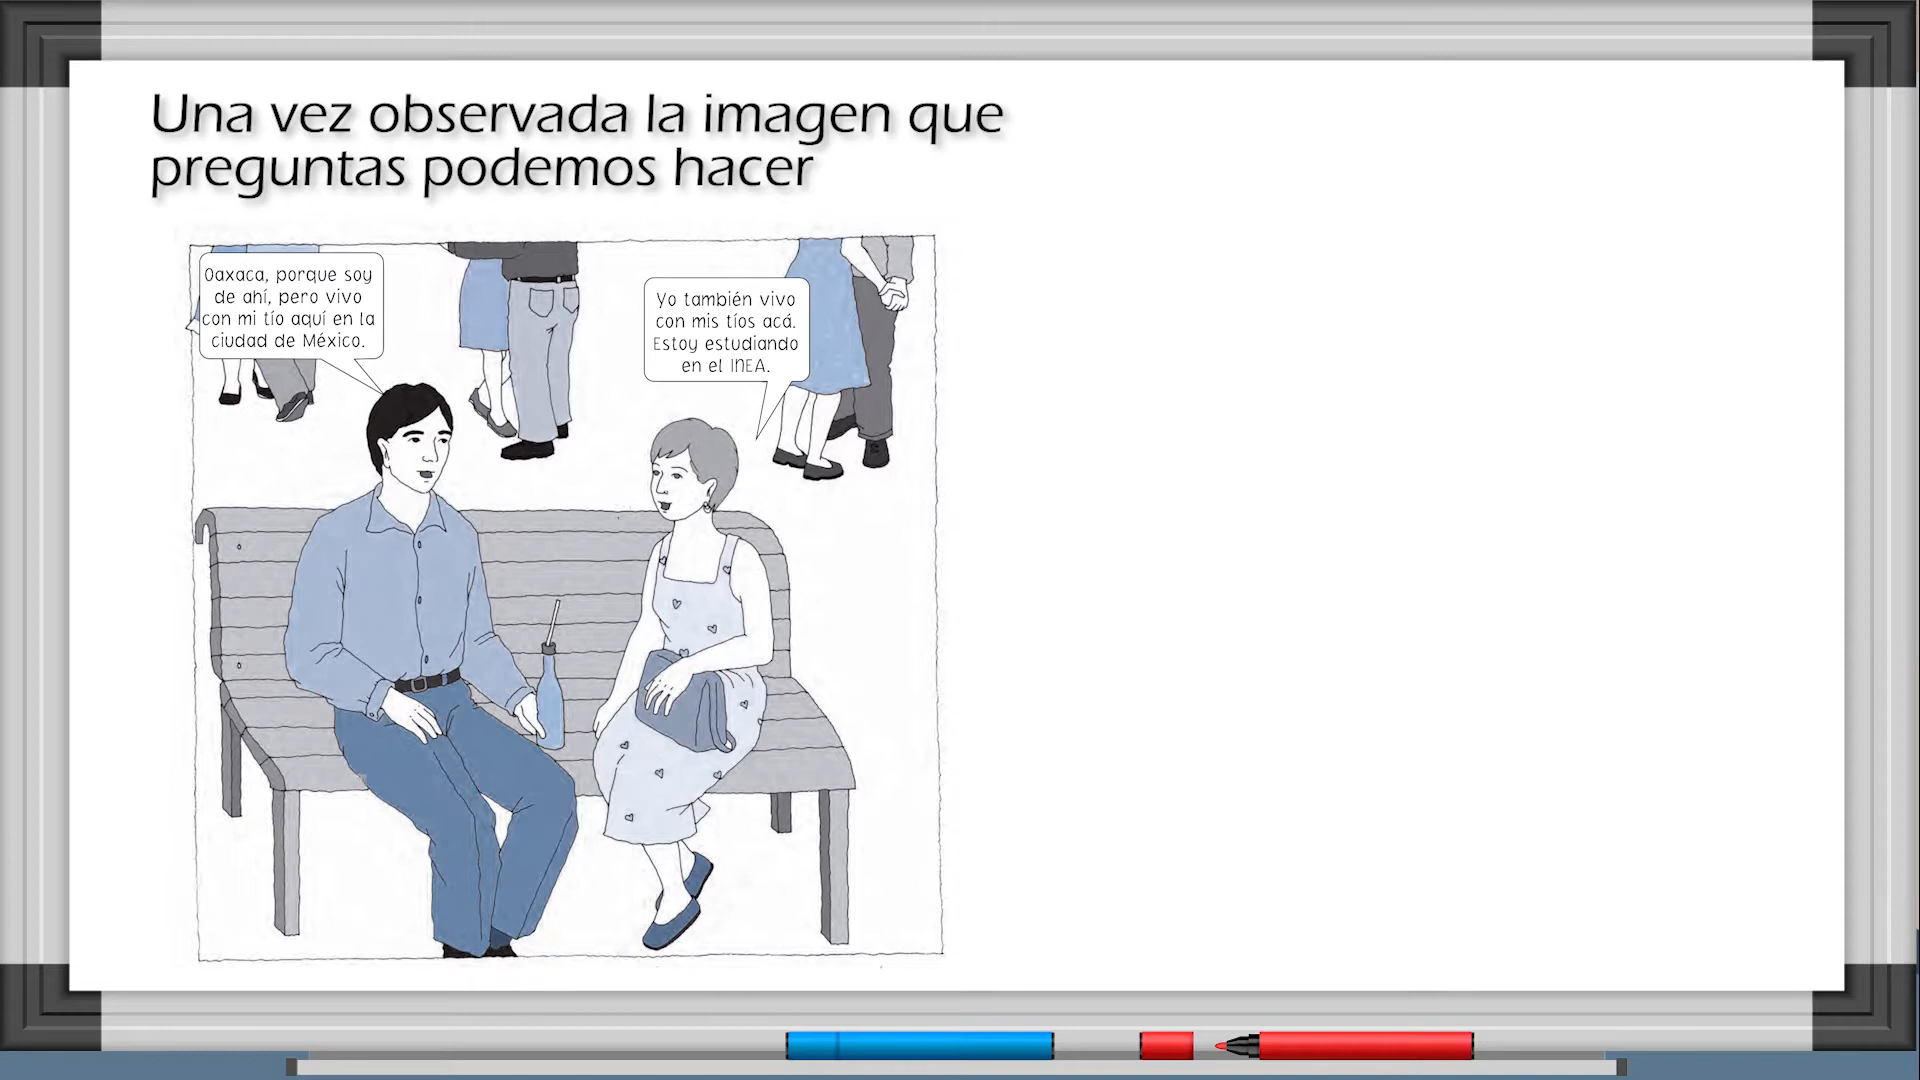 Una vez observada la imagen que
preguntas podemos hacer
Oaxaca, porque soy
de ahí, pero vivo
con mi tío aquí en la
ciudad de México.
Yo también vivo
con mis tíos acá.
Estoy estudiando
en el INEA.